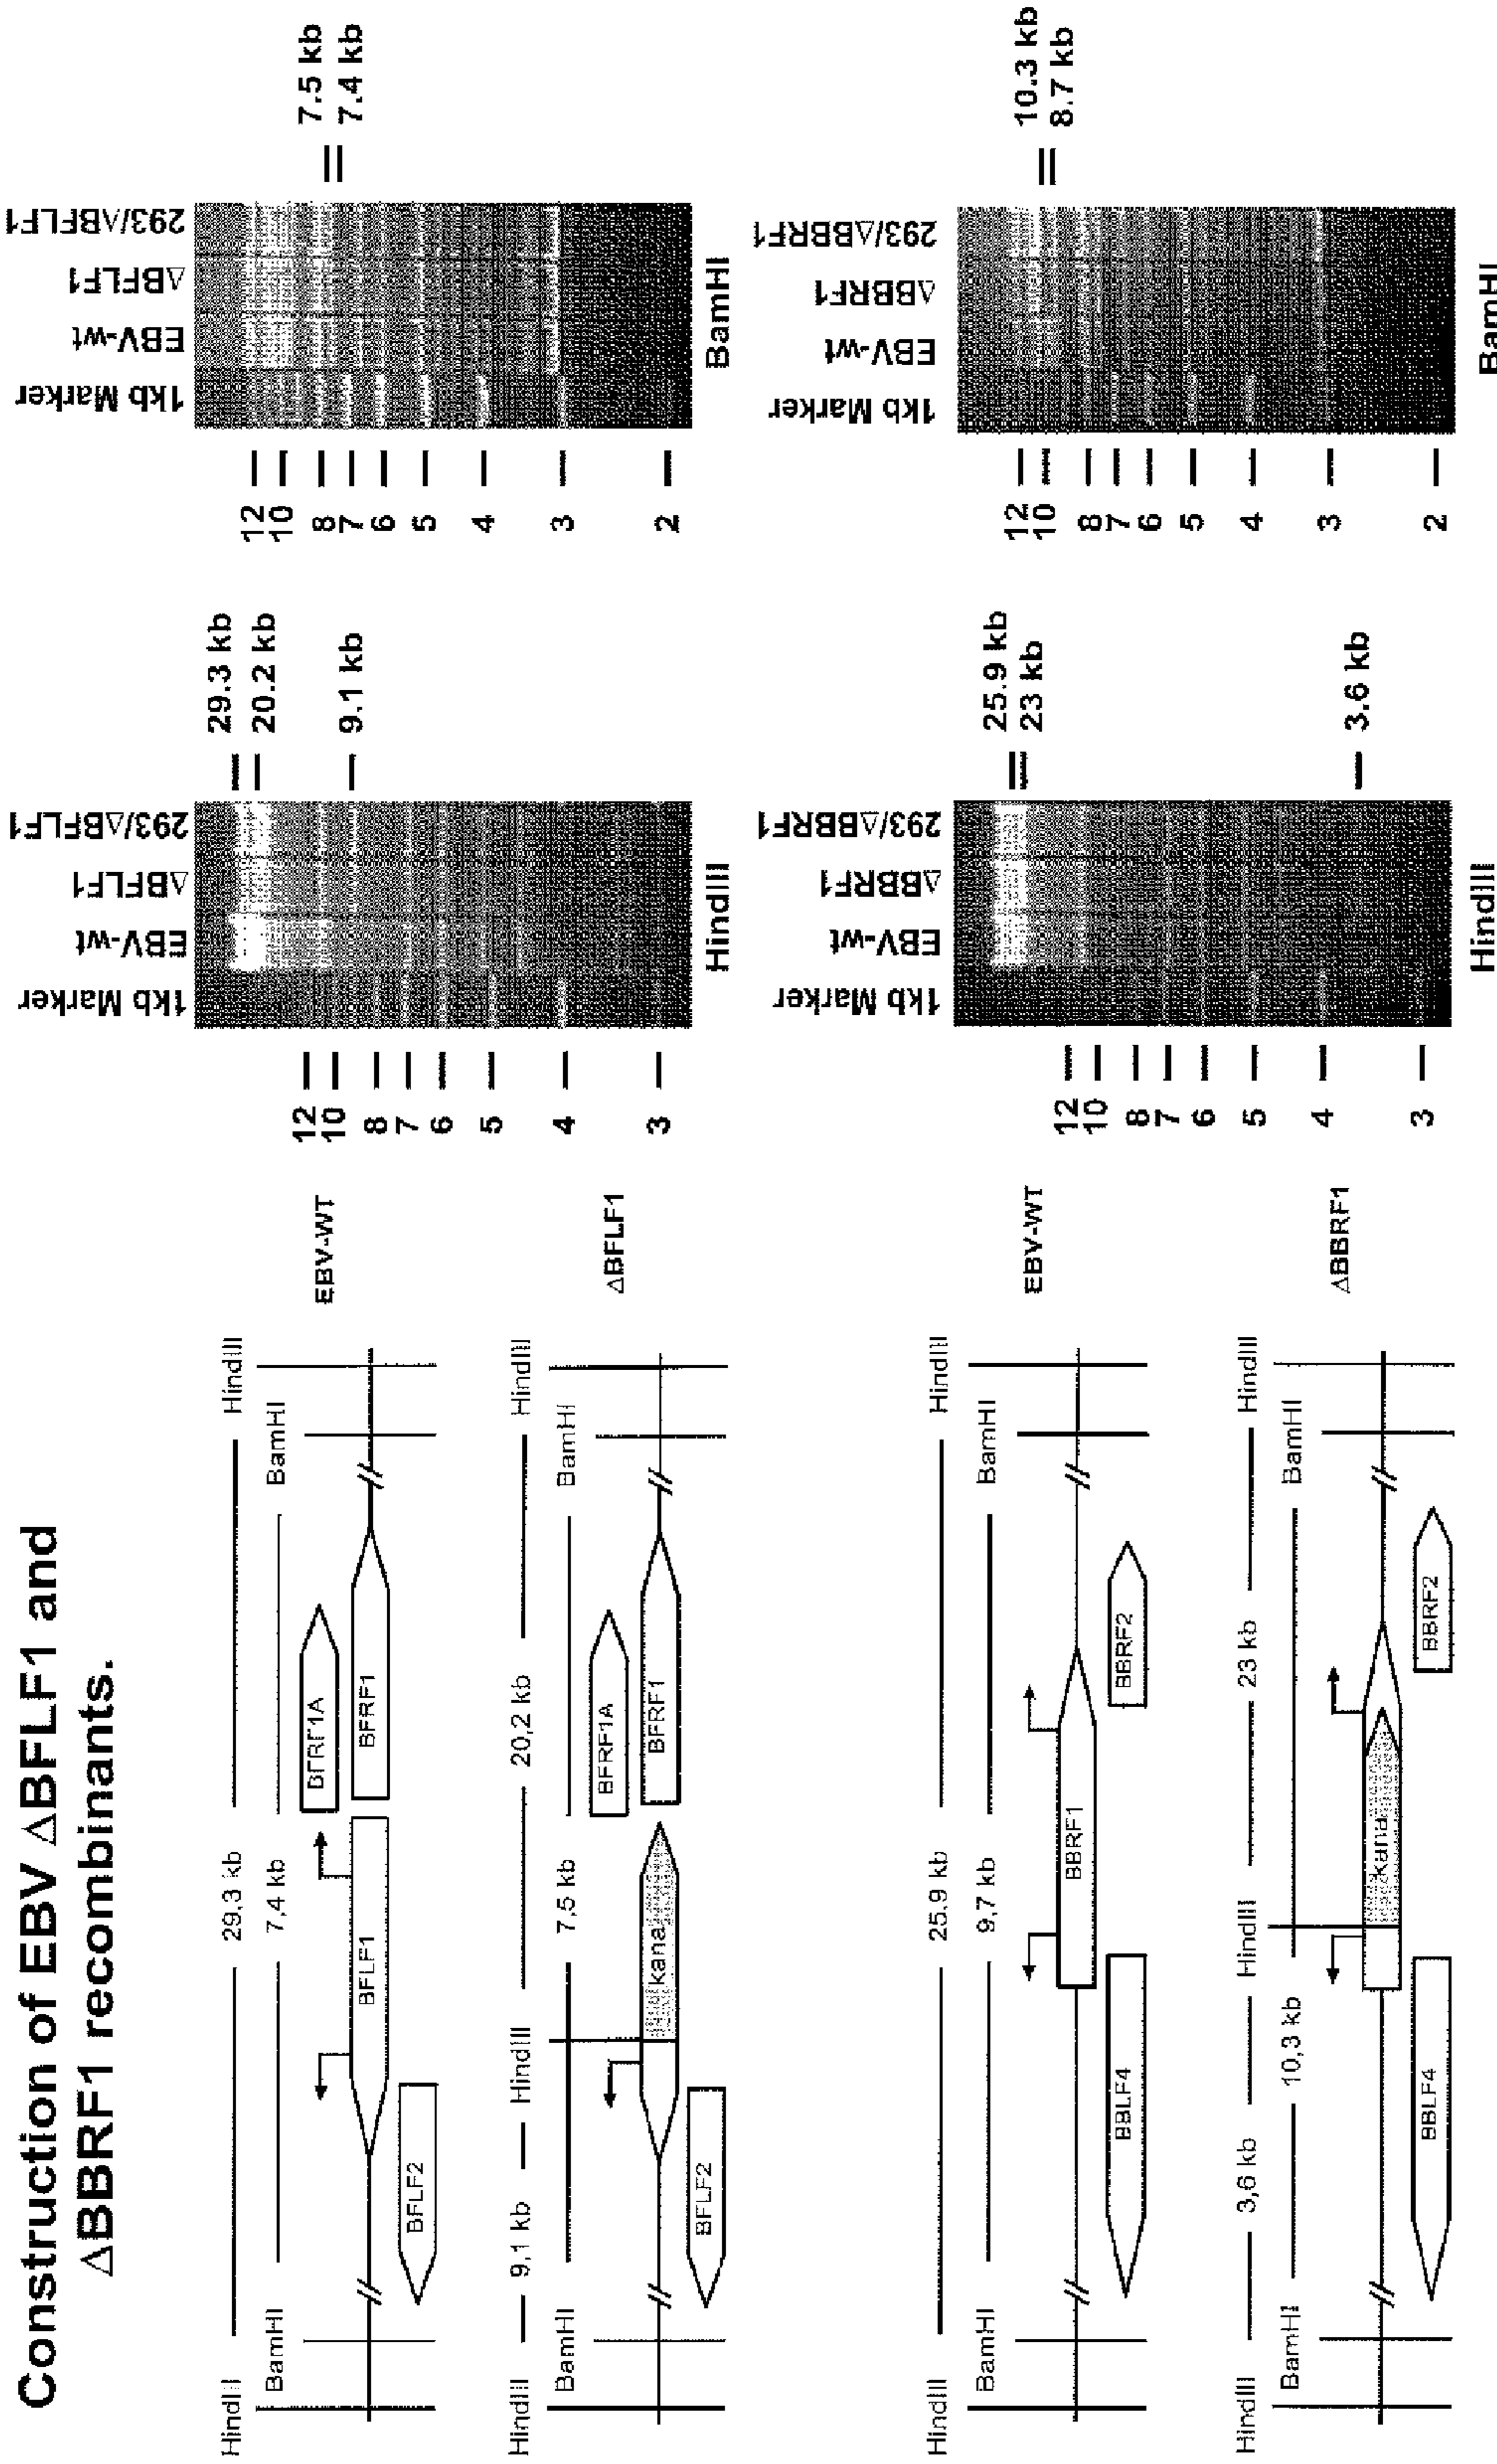 Construction of EBV ΔBFLF1 and
ΔBBRF1 recombinants.
HindIII
HindIII
29,3 kb
BamHI
BamHI
7,4 kb
BFRF1A
BFLF1
BFRF1
BFLF2
EBV-WT
HindIII
9,1 kb
HindIII
20,2 kb
HindIII
BamHI
7,5 kb
BamHI
BFRF1A
Kana
BFRF1
BFLF2
ΔBFLF1
1kb Marker
EBV-wt
ΔBFLF1
293/ΔBFLF1
12
10
8
7
6
5
4
3
29.3 kb
20.2 kb
9.1 kb
HindIII
1kb Marker
EBV-wt
ΔBFLF1
293/ΔBFLF1
12
10
8
7
6
5
4
3
2
7.5 kb
7.4 kb
BamHI
HindIII
25.9 kb
HindIII
BamHI
9,7 kb
BamHI
BBRF1
BBLF4
BBRF2
EBV-WT
HindIII
3,6 kb
HindIII
23 kb
HindIII
BamHI
10,3 kb
BamHI
Kana
BBLF4
BBRF2
ΔBBRF1
1kb Marker
EBV-wt
ΔBBRF1
293/ΔBBRF1
12
10
8
7
6
5
4
3
25.9 kb
23 kb
3.6 kb
HindIII
1kb Marker
EBV-wt
ΔBBRF1
293/ΔBBRF1
12
10
8
7
6
5
4
3
2
10.3 kb
8.7 kb
BamHI